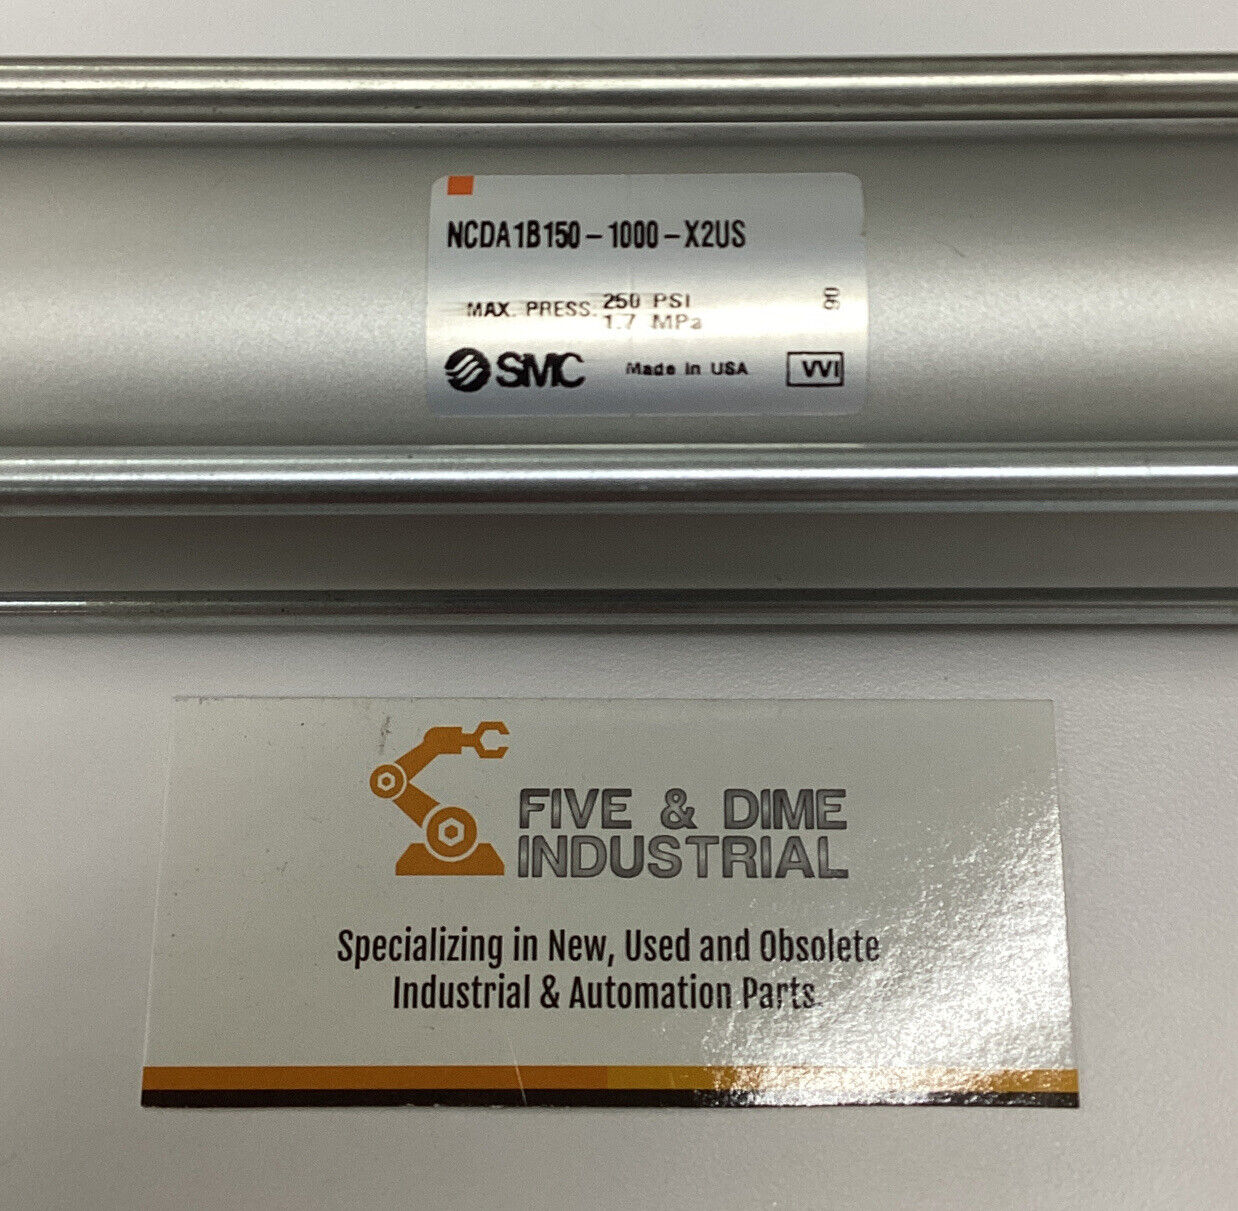 NCDA1B150-1000-X2US
MAX. PRESS. 250 PSI
1.7 MPa
90
SMC Made in USA VVI
FIVE & DIME
INDUSTRIAL
Specializing in New, Used and Obsolete
Industrial & Automation Parts